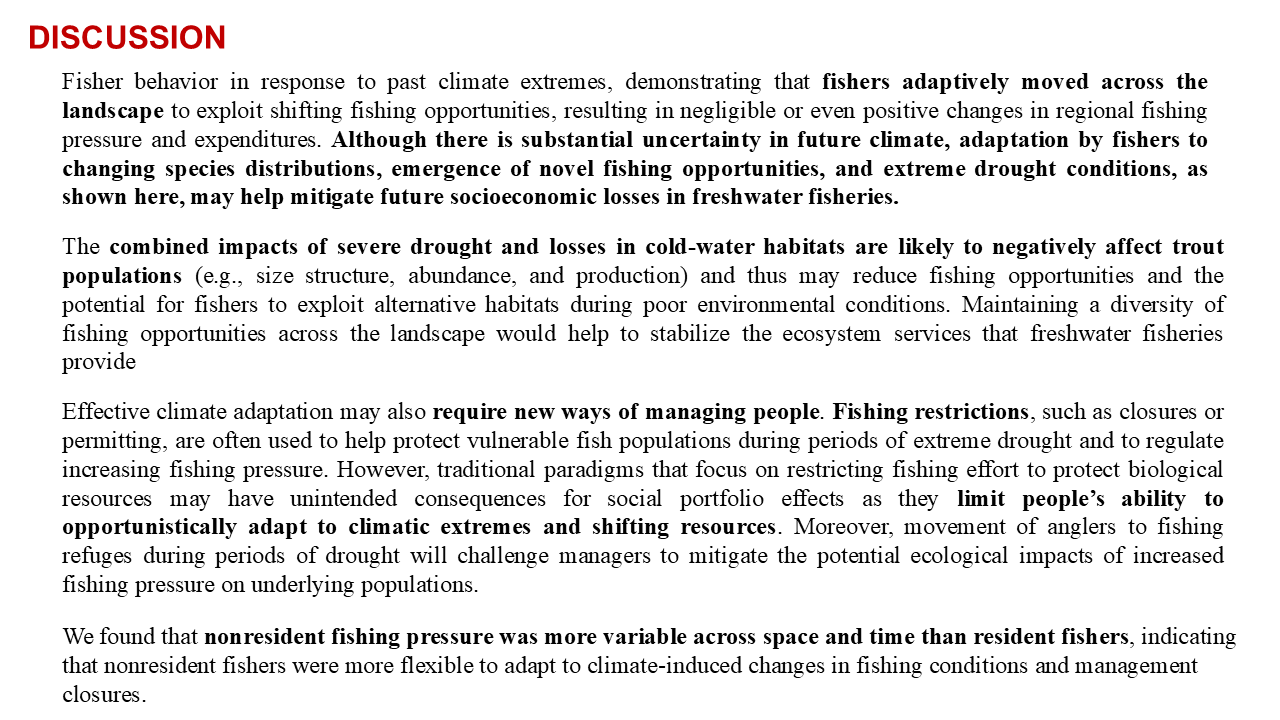 DISCUSSION
Fisher behavior in response to past climate extremes, demonstrating that fishers adaptively moved across the
landscape to exploit shifting fishing opportunities, resulting in negligible or even positive changes in regional fishing
pressure and expenditures. Although there is substantial uncertainty in future climate, adaptation by fishers to
changing species distributions, emergence of novel fishing opportunities, and extreme drought conditions, as
shown here, may help mitigate future socioeconomic losses in freshwater fisheries.
The combined impacts of severe drought and losses in cold-water habitats are likely to negatively affect trout
populations (e.g., size structure, abundance, and production) and thus may reduce fishing opportunities and the
potential for fishers to exploit alternative habitats during poor environmental conditions. Maintaining a diversity of
fishing opportunities across the landscape would help to stabilize the ecosystem services that freshwater fisheries
provide
Effective climate adaptation may also require new ways of managing people. Fishing restrictions, such as closures or
permitting, are often used to help protect vulnerable fish populations during periods of extreme drought and to regulate
increasing fishing pressure. However, traditional paradigms that focus on restricting fishing effort to protect biological
resources may have unintended consequences for social portfolio effects as they limit people’s ability to
opportunistically adapt to climatic extremes and shifting resources. Moreover, movement of anglers to fishing
refuges during periods of drought will challenge managers to mitigate the potential ecological impacts of increased
fishing pressure on underlying populations.
We found that nonresident fishing pressure was more variable across space and time than resident fishers, indicating
that nonresident fishers were more flexible to adapt to climate-induced changes in fishing conditions and management
closures.